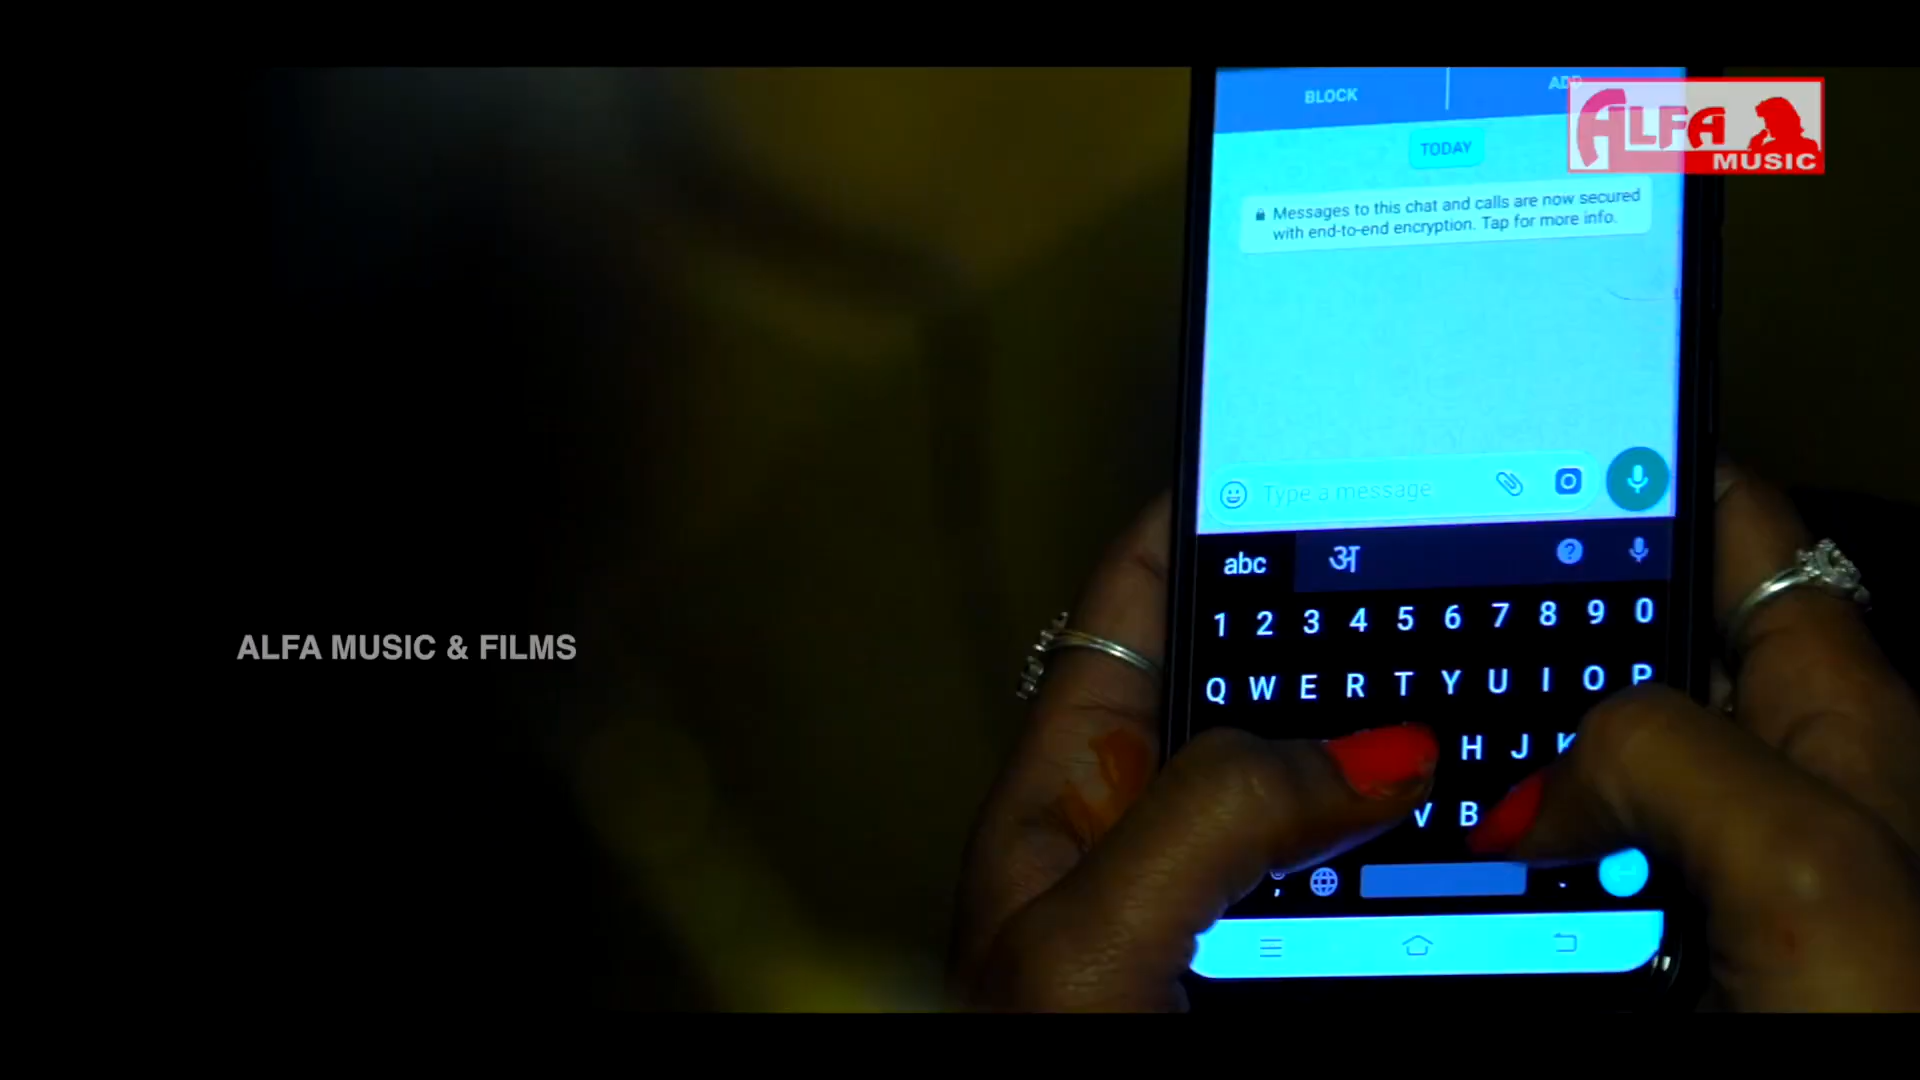 BLOCK
ADD
ALFA
MUSIC
TODAY
Messages to this chat and calls are now secured
with end-to-end encryption. Tap for more info.
Type a message
abc अ
1 2 3 4 5 6 7 8 9 0
Q W E R T Y U I O P
H J K
V B
, .
ALFA MUSIC & FILMS